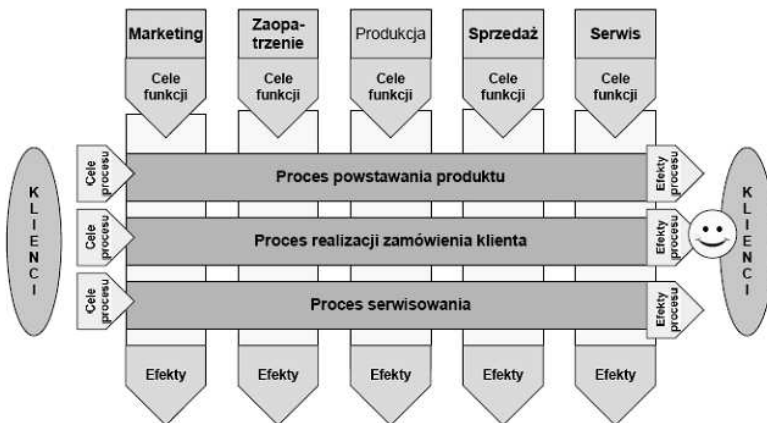 Marketing
Zaopa-
trzenie
Produkcja
Sprzedaż
Serwis
Cele
funkcji
Cele
funkcji
Cele
funkcji
Cele
funkcji
Cele
funkcji
KLIENCI
Cele
procesu
Proces powstawania produktu
Efekty
procesu
Cele
procesu
Proces realizacji zamówienia klienta
Efekty
procesu
Cele
procesu
Proces serwisowania
Efekty
procesu
KLIENCI
Efekty
Efekty
Efekty
Efekty
Efekty